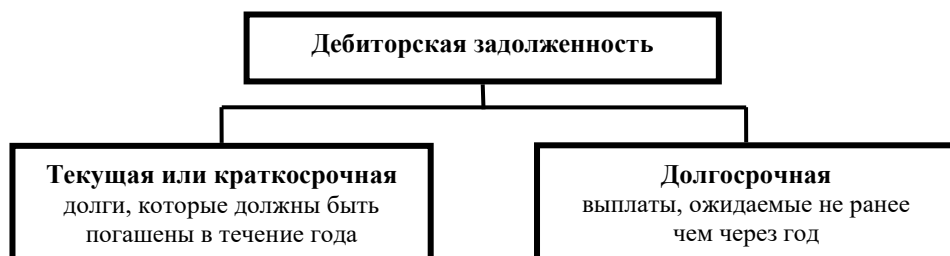 Дебиторская задолженность
Текущая или краткосрочная
долги, которые должны быть
погашены в течение года
Долгосрочная
выплаты, ожидаемые не ранее
чем через год